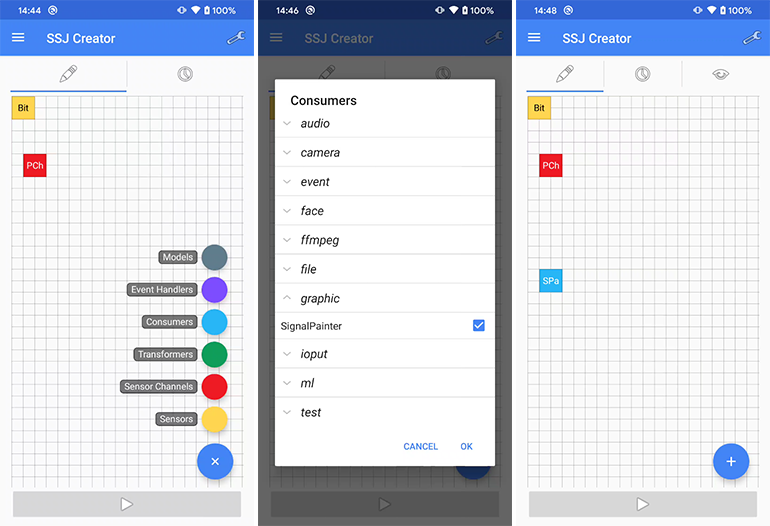 14:44
100%
SSJ Creator
Bit
PCh
Models
Event Handlers
Consumers
Transformers
Sensor Channels
Sensors
14:46
100%
SSJ Creator
Consumers
audio
camera
event
face
ffmpeg
file
graphic
SignalPainter
ioput
ml
test
CANCEL
OK
14:48
100%
SSJ Creator
Bit
PCh
SPa